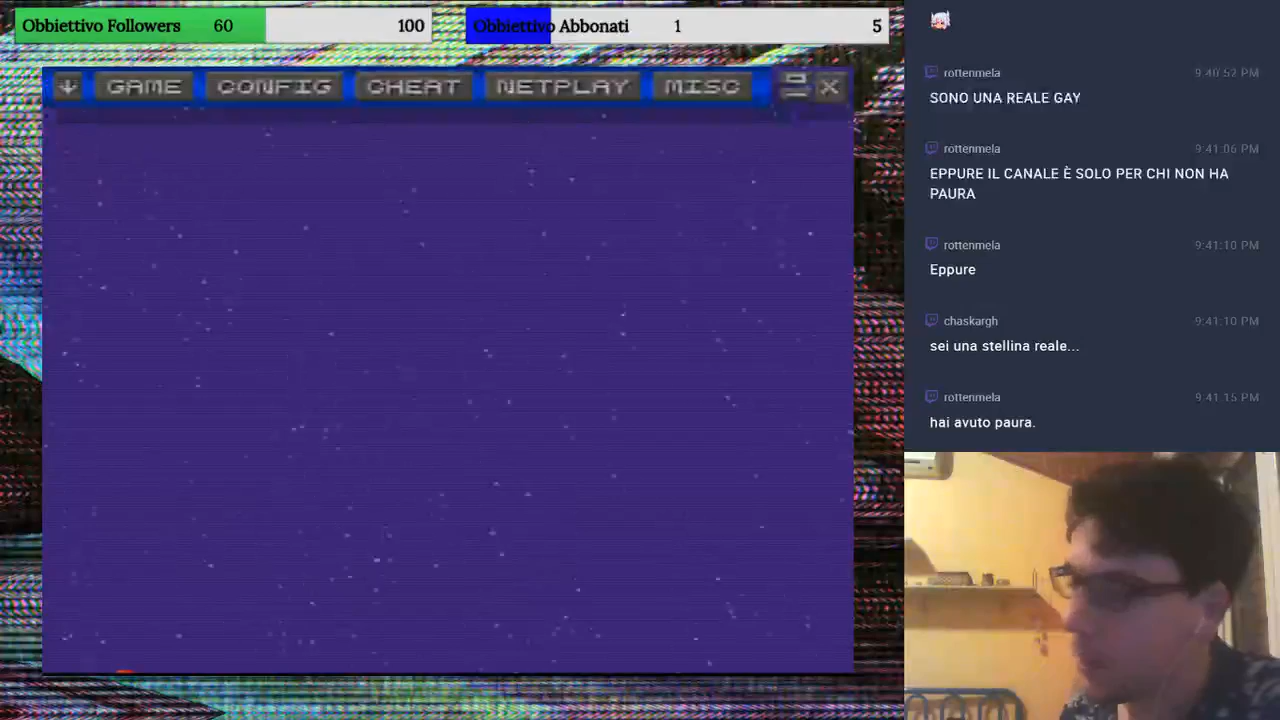 Obbiettivo Followers 60 100
Obbiettivo Abbonati 1 5
GAME CONFIG CHEAT NETPLAY MISC X
rottenmela 9:40:52 PM
SONO UNA REALE GAY
rottenmela 9:41:06 PM
EPPURE IL CANALE È SOLO PER CHI NON HA
PAURA
rottenmela 9:41:10 PM
Eppure
chaskargh 9:41:10 PM
sei una stellina reale...
rottenmela 9:41:15 PM
hai avuto paura.